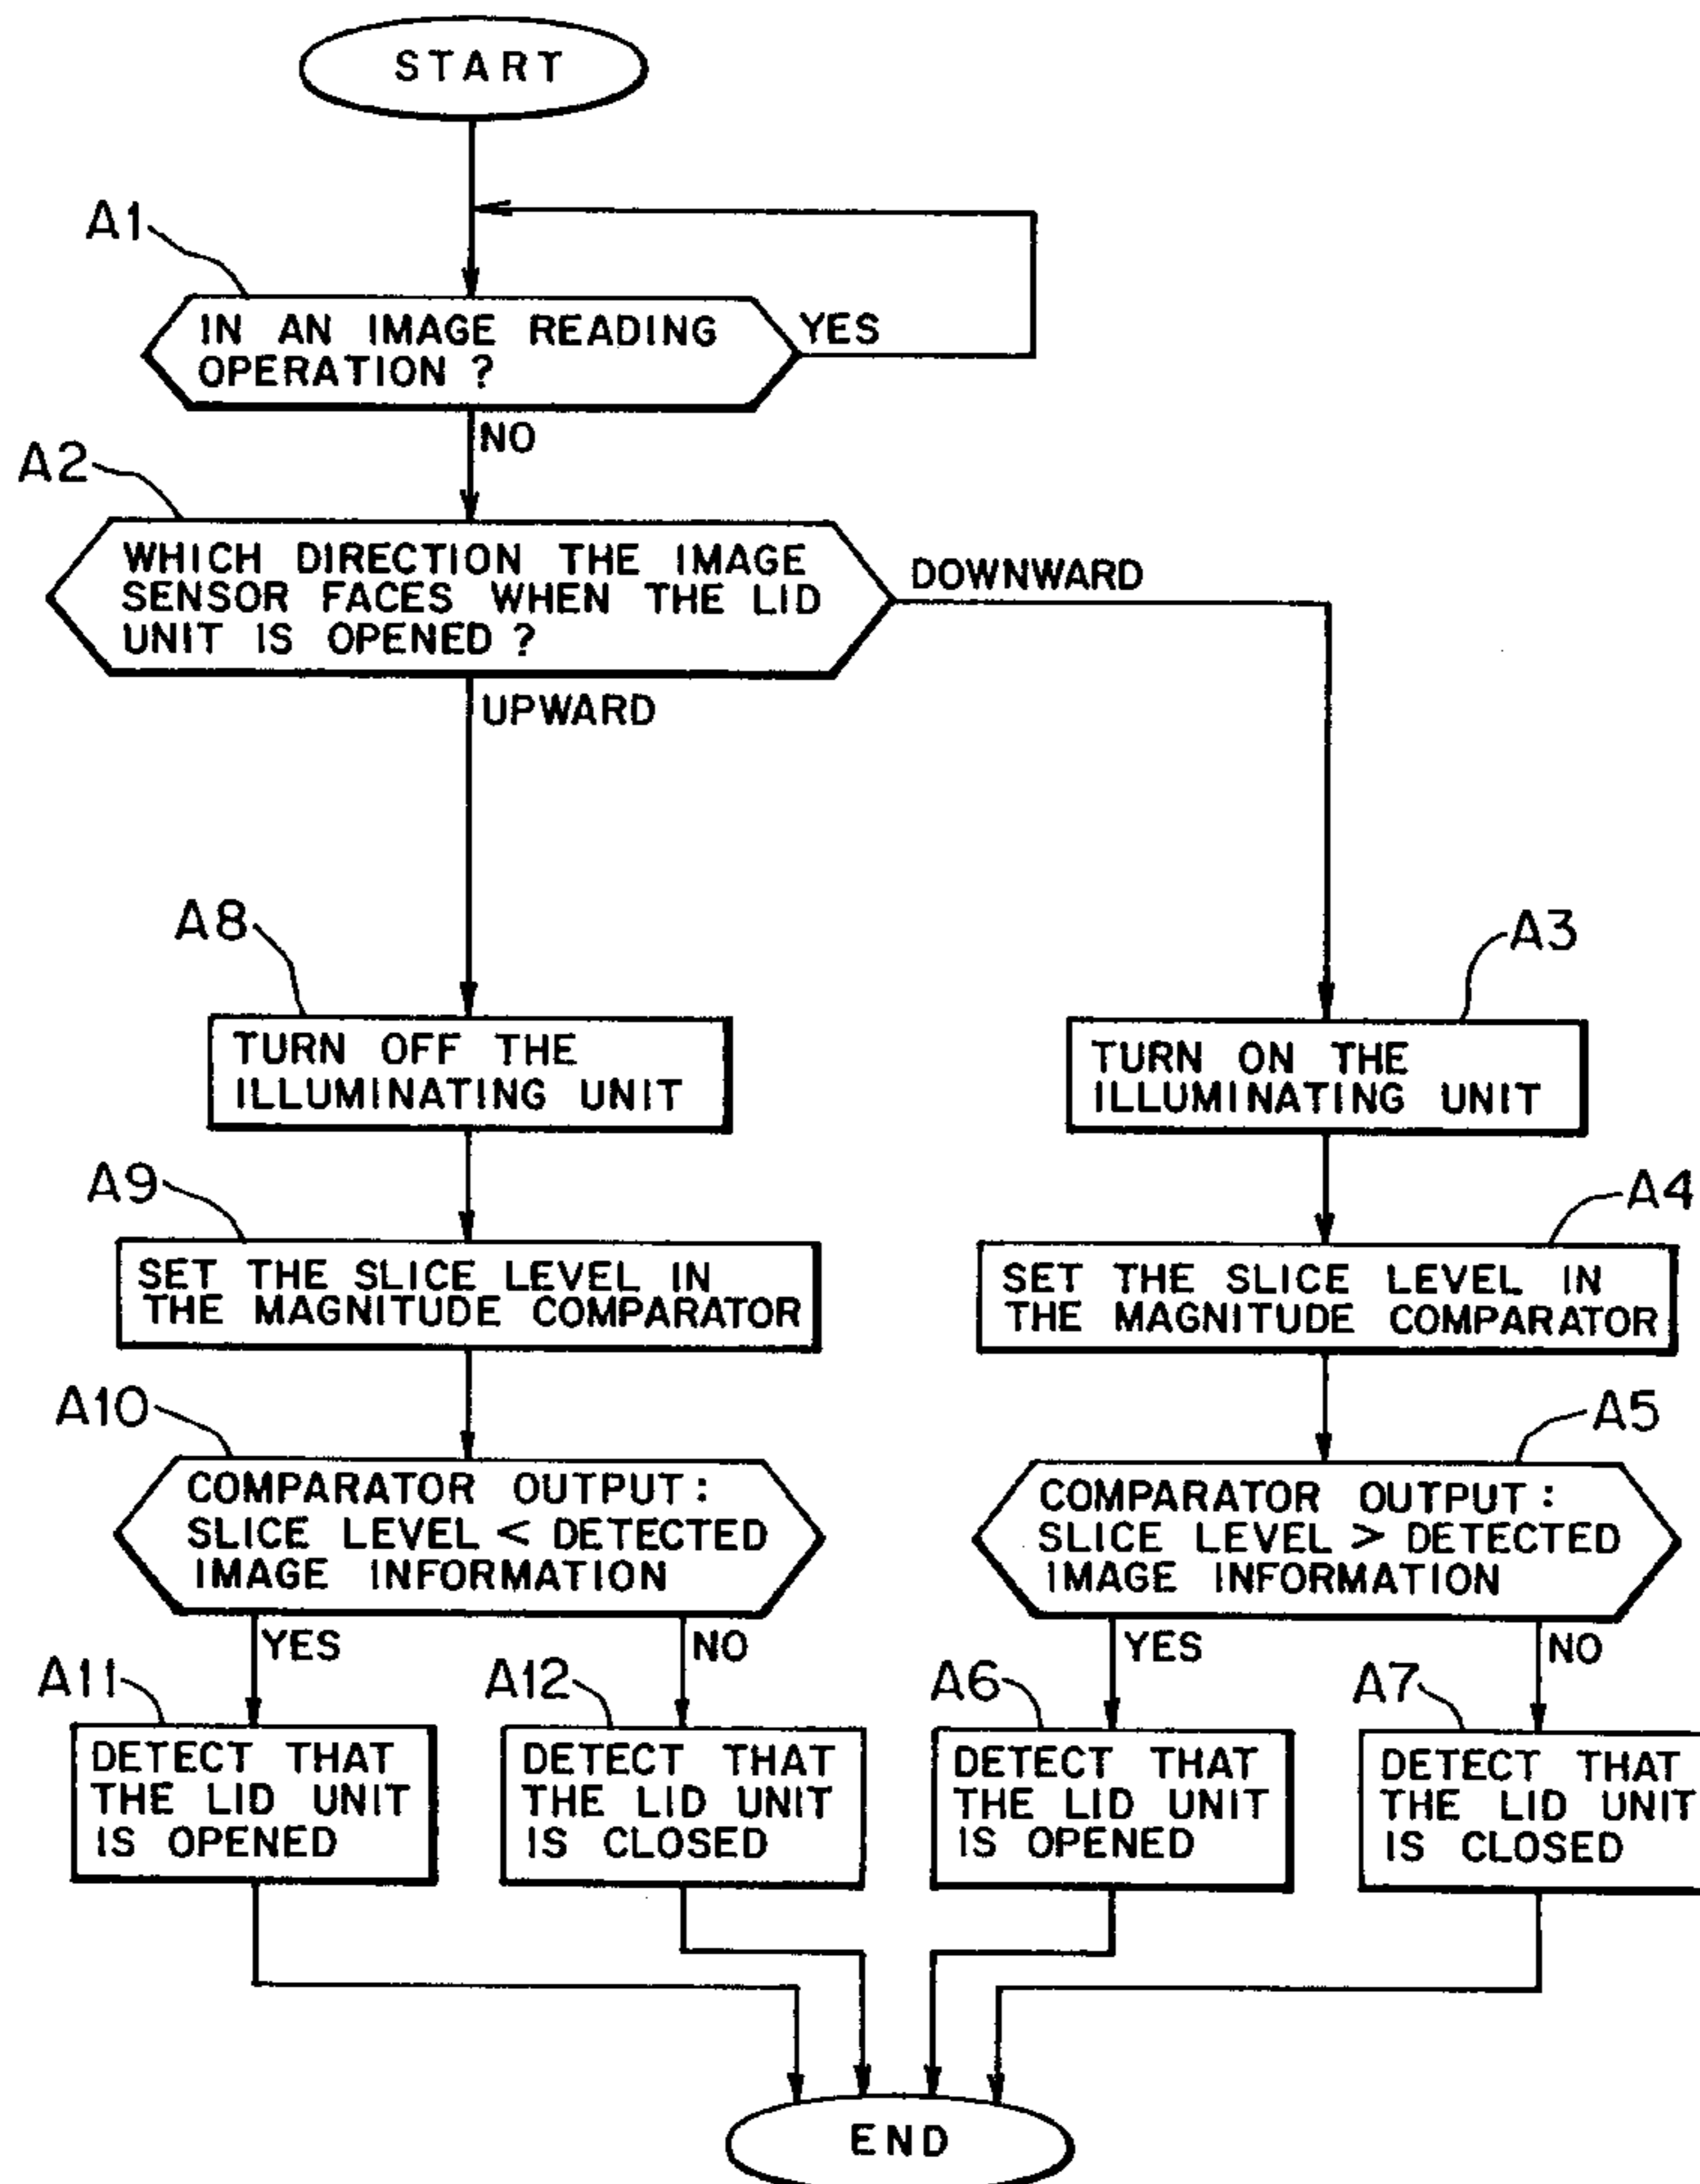 START
A1
IN AN IMAGE READING
OPERATION ?
YES
NO
A2
WHICH DIRECTION THE IMAGE
SENSOR FACES WHEN THE LID
UNIT IS OPENED ?
DOWNWARD
UPWARD
A8
TURN OFF THE
ILLUMINATING UNIT
A3
TURN ON THE
ILLUMINATING UNIT
A9
SET THE SLICE LEVEL IN
THE MAGNITUDE COMPARATOR
A4
SET THE SLICE LEVEL IN
THE MAGNITUDE COMPARATOR
A10
COMPARATOR OUTPUT:
SLICE LEVEL < DETECTED
IMAGE INFORMATION
A5
COMPARATOR OUTPUT:
SLICE LEVEL > DETECTED
IMAGE INFORMATION
YES
NO
YES
NO
A11
DETECT THAT
THE LID UNIT
IS OPENED
A12
DETECT THAT
THE LID UNIT
IS CLOSED
A6
DETECT THAT
THE LID UNIT
IS OPENED
A7
DETECT THAT
THE LID UNIT
IS CLOSED
END